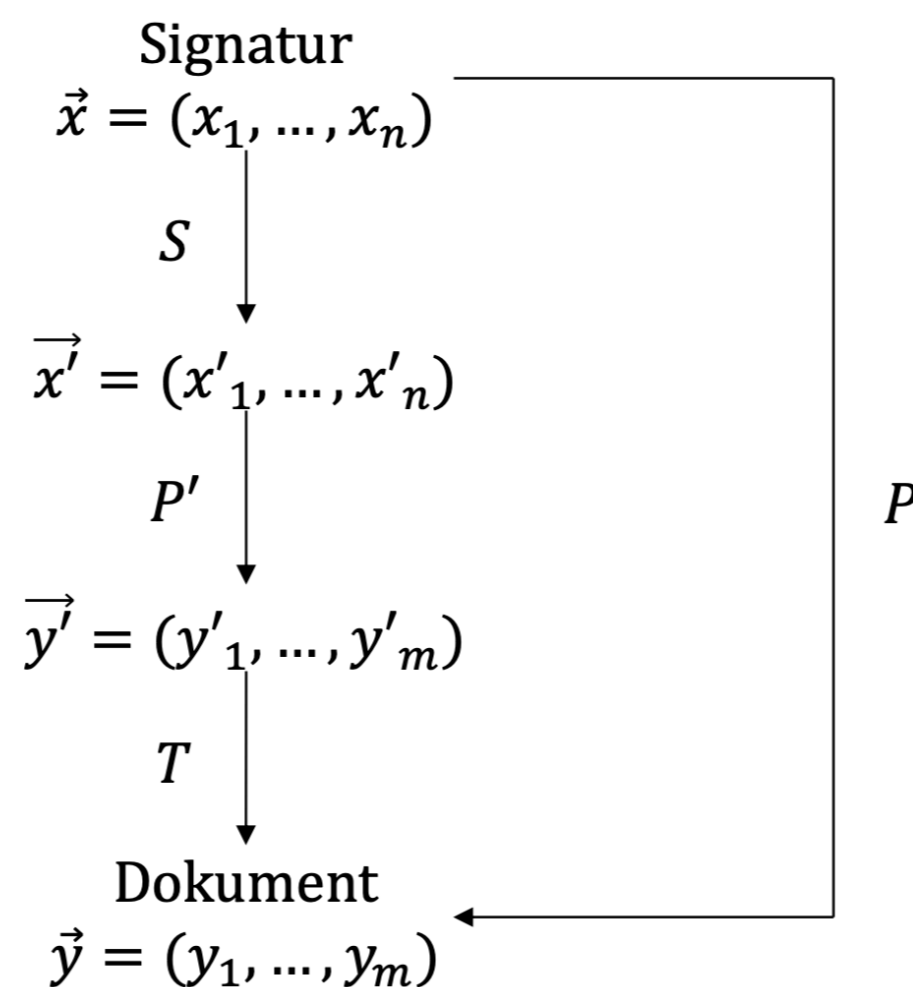 Signatur
x⃗ = (x₁, ..., xₙ)
S
x'⃗ = (x'₁, ..., x'ₙ)
P'
P
y'⃗ = (y'₁, ..., y'ₘ)
T
Dokument
y⃗ = (y₁, ..., yₘ)